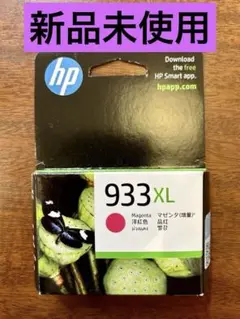 新品未使用
hp
Download
the free
HP Smart app.
hpapp.com
933XL
Magenta マゼンタ(増量)*
洋红色 品紅